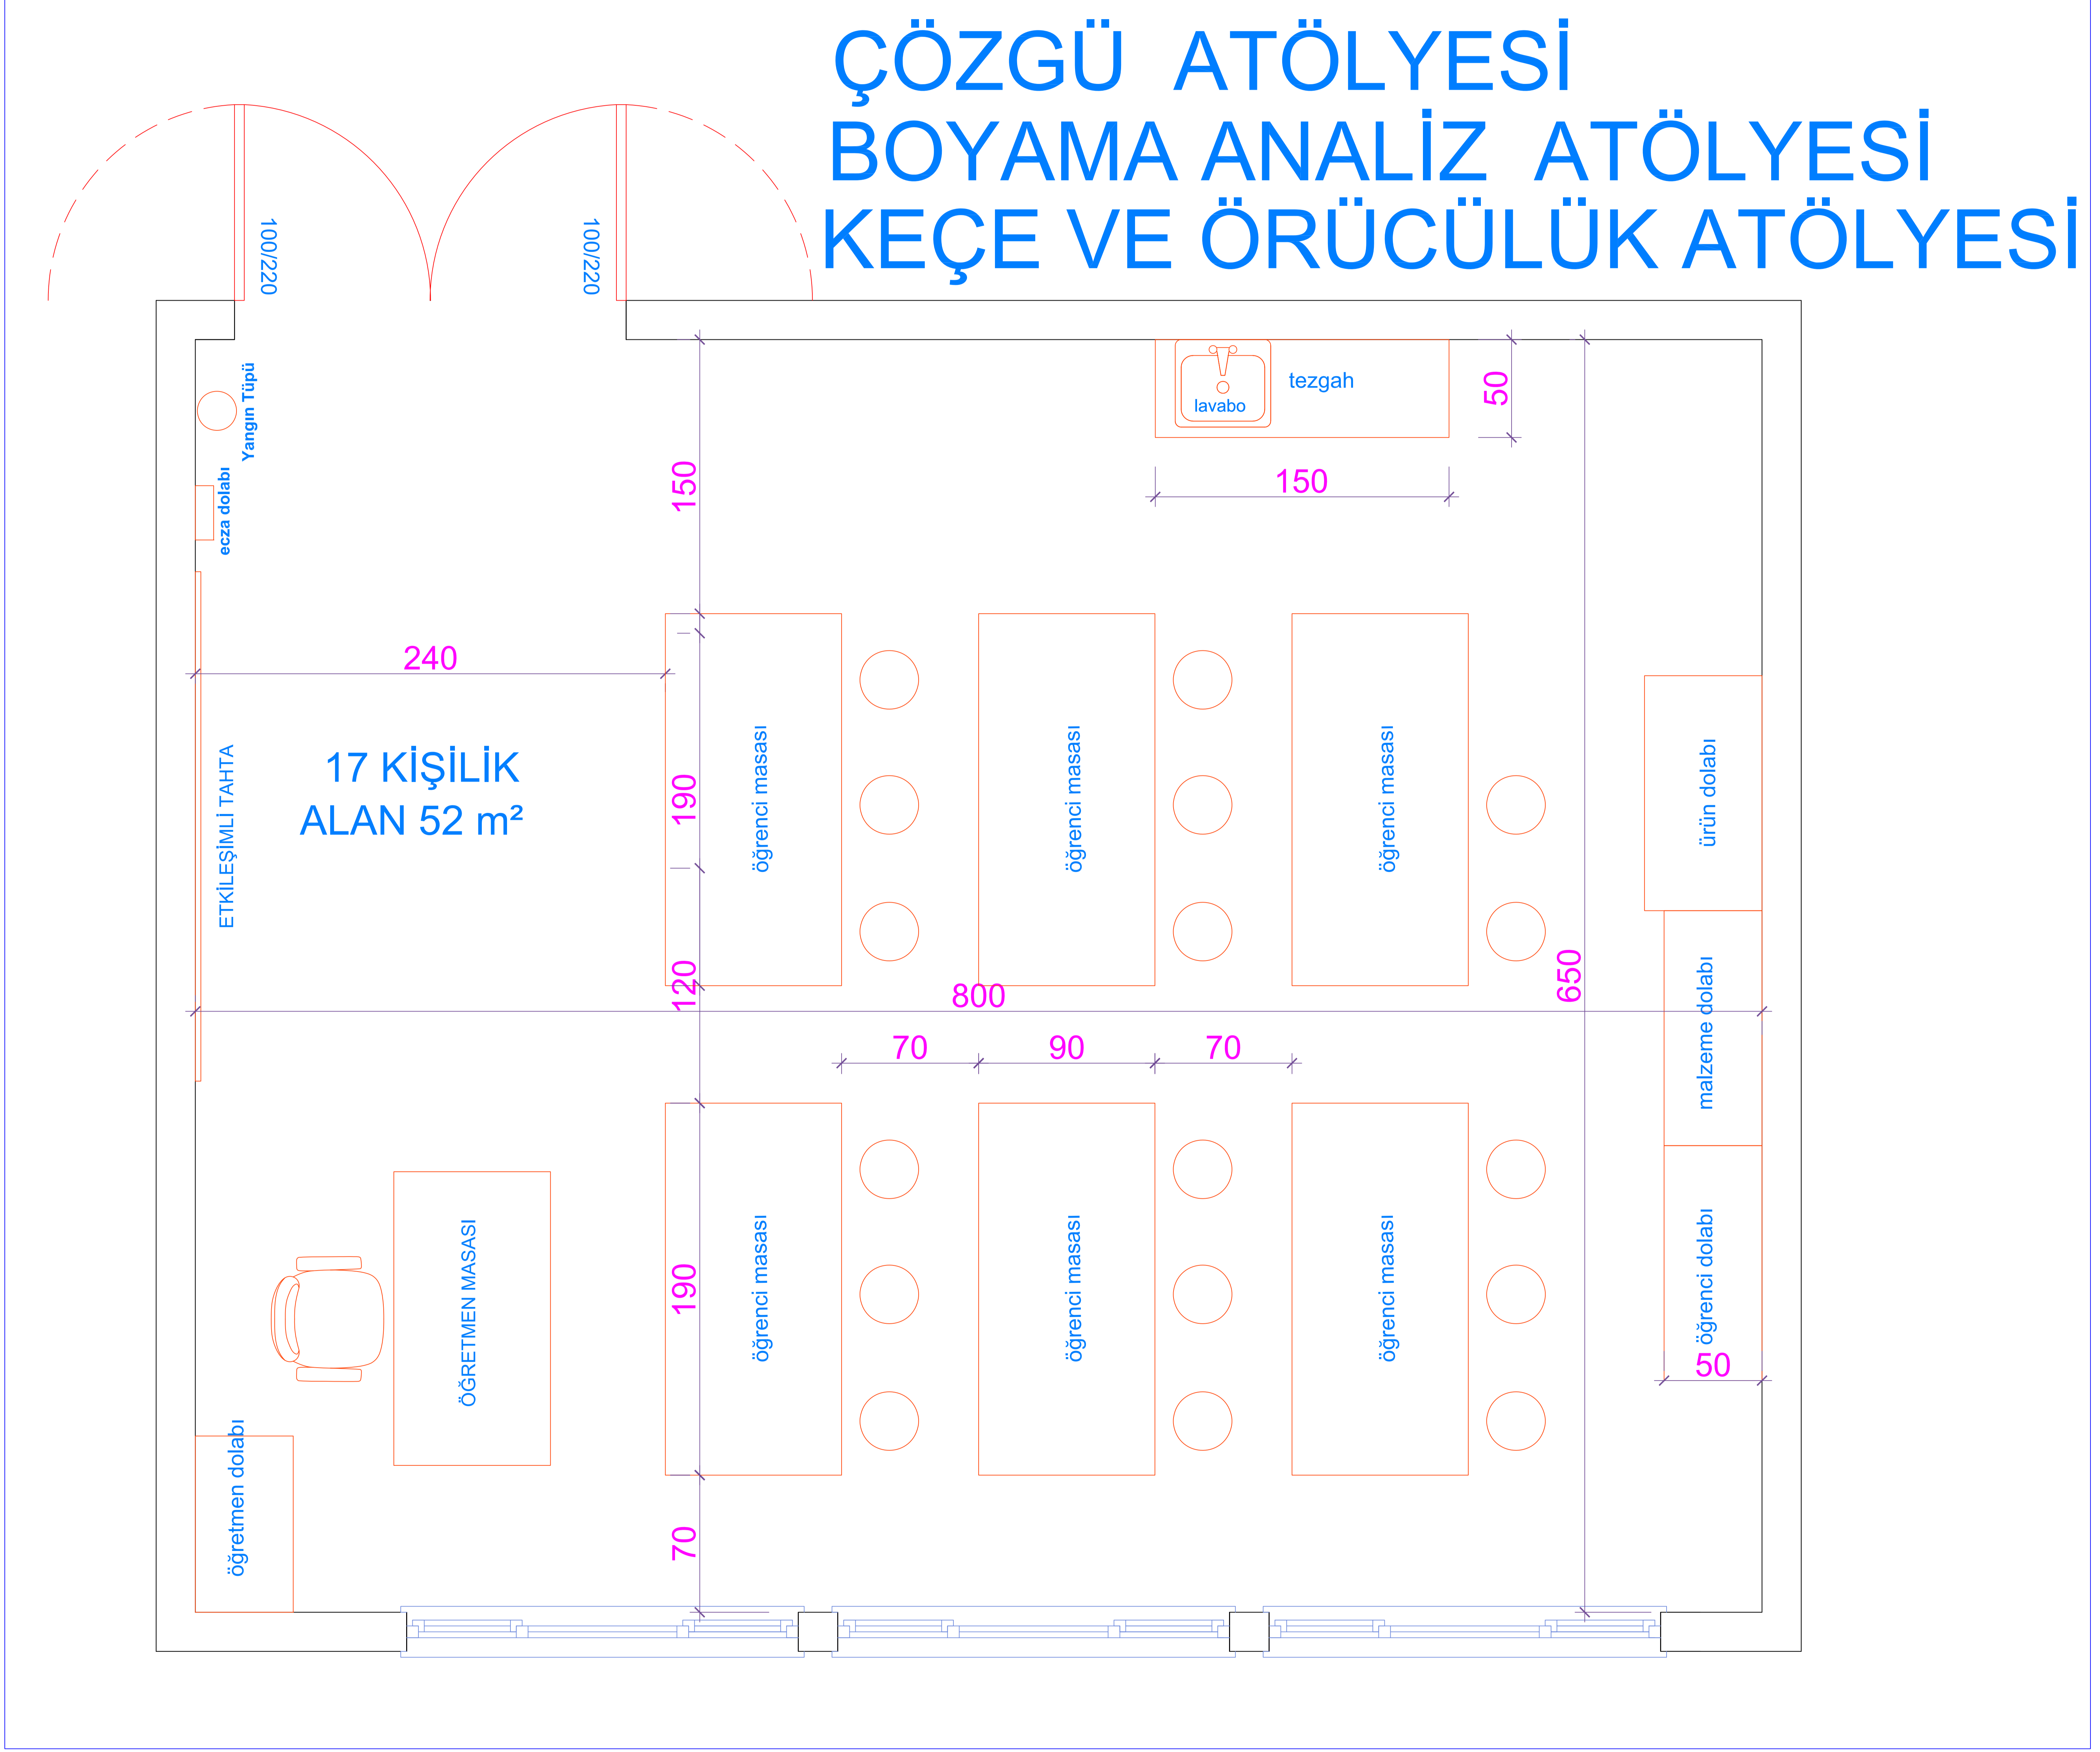 ÇÖZGÜ ATÖLYESİ
BOYAMA ANALİZ ATÖLYESİ
KEÇE VE ÖRÜCÜLÜK ATÖLYESİ
100/220
100/220
Yangın Tüpü
ecza dolabı
lavabo
tezgah
50
150
150
240
17 KİŞİLİK
ALAN 52 m²
ETKİLEŞİMLİ TAHTA
190
öğrenci masası
öğrenci masası
öğrenci masası
ürün dolabı
120
800
650
malzeme dolabı
70
90
70
ÖĞRETMEN MASASI
190
öğrenci masası
öğrenci masası
öğrenci masası
öğrenci dolabı
50
öğretmen dolabı
70